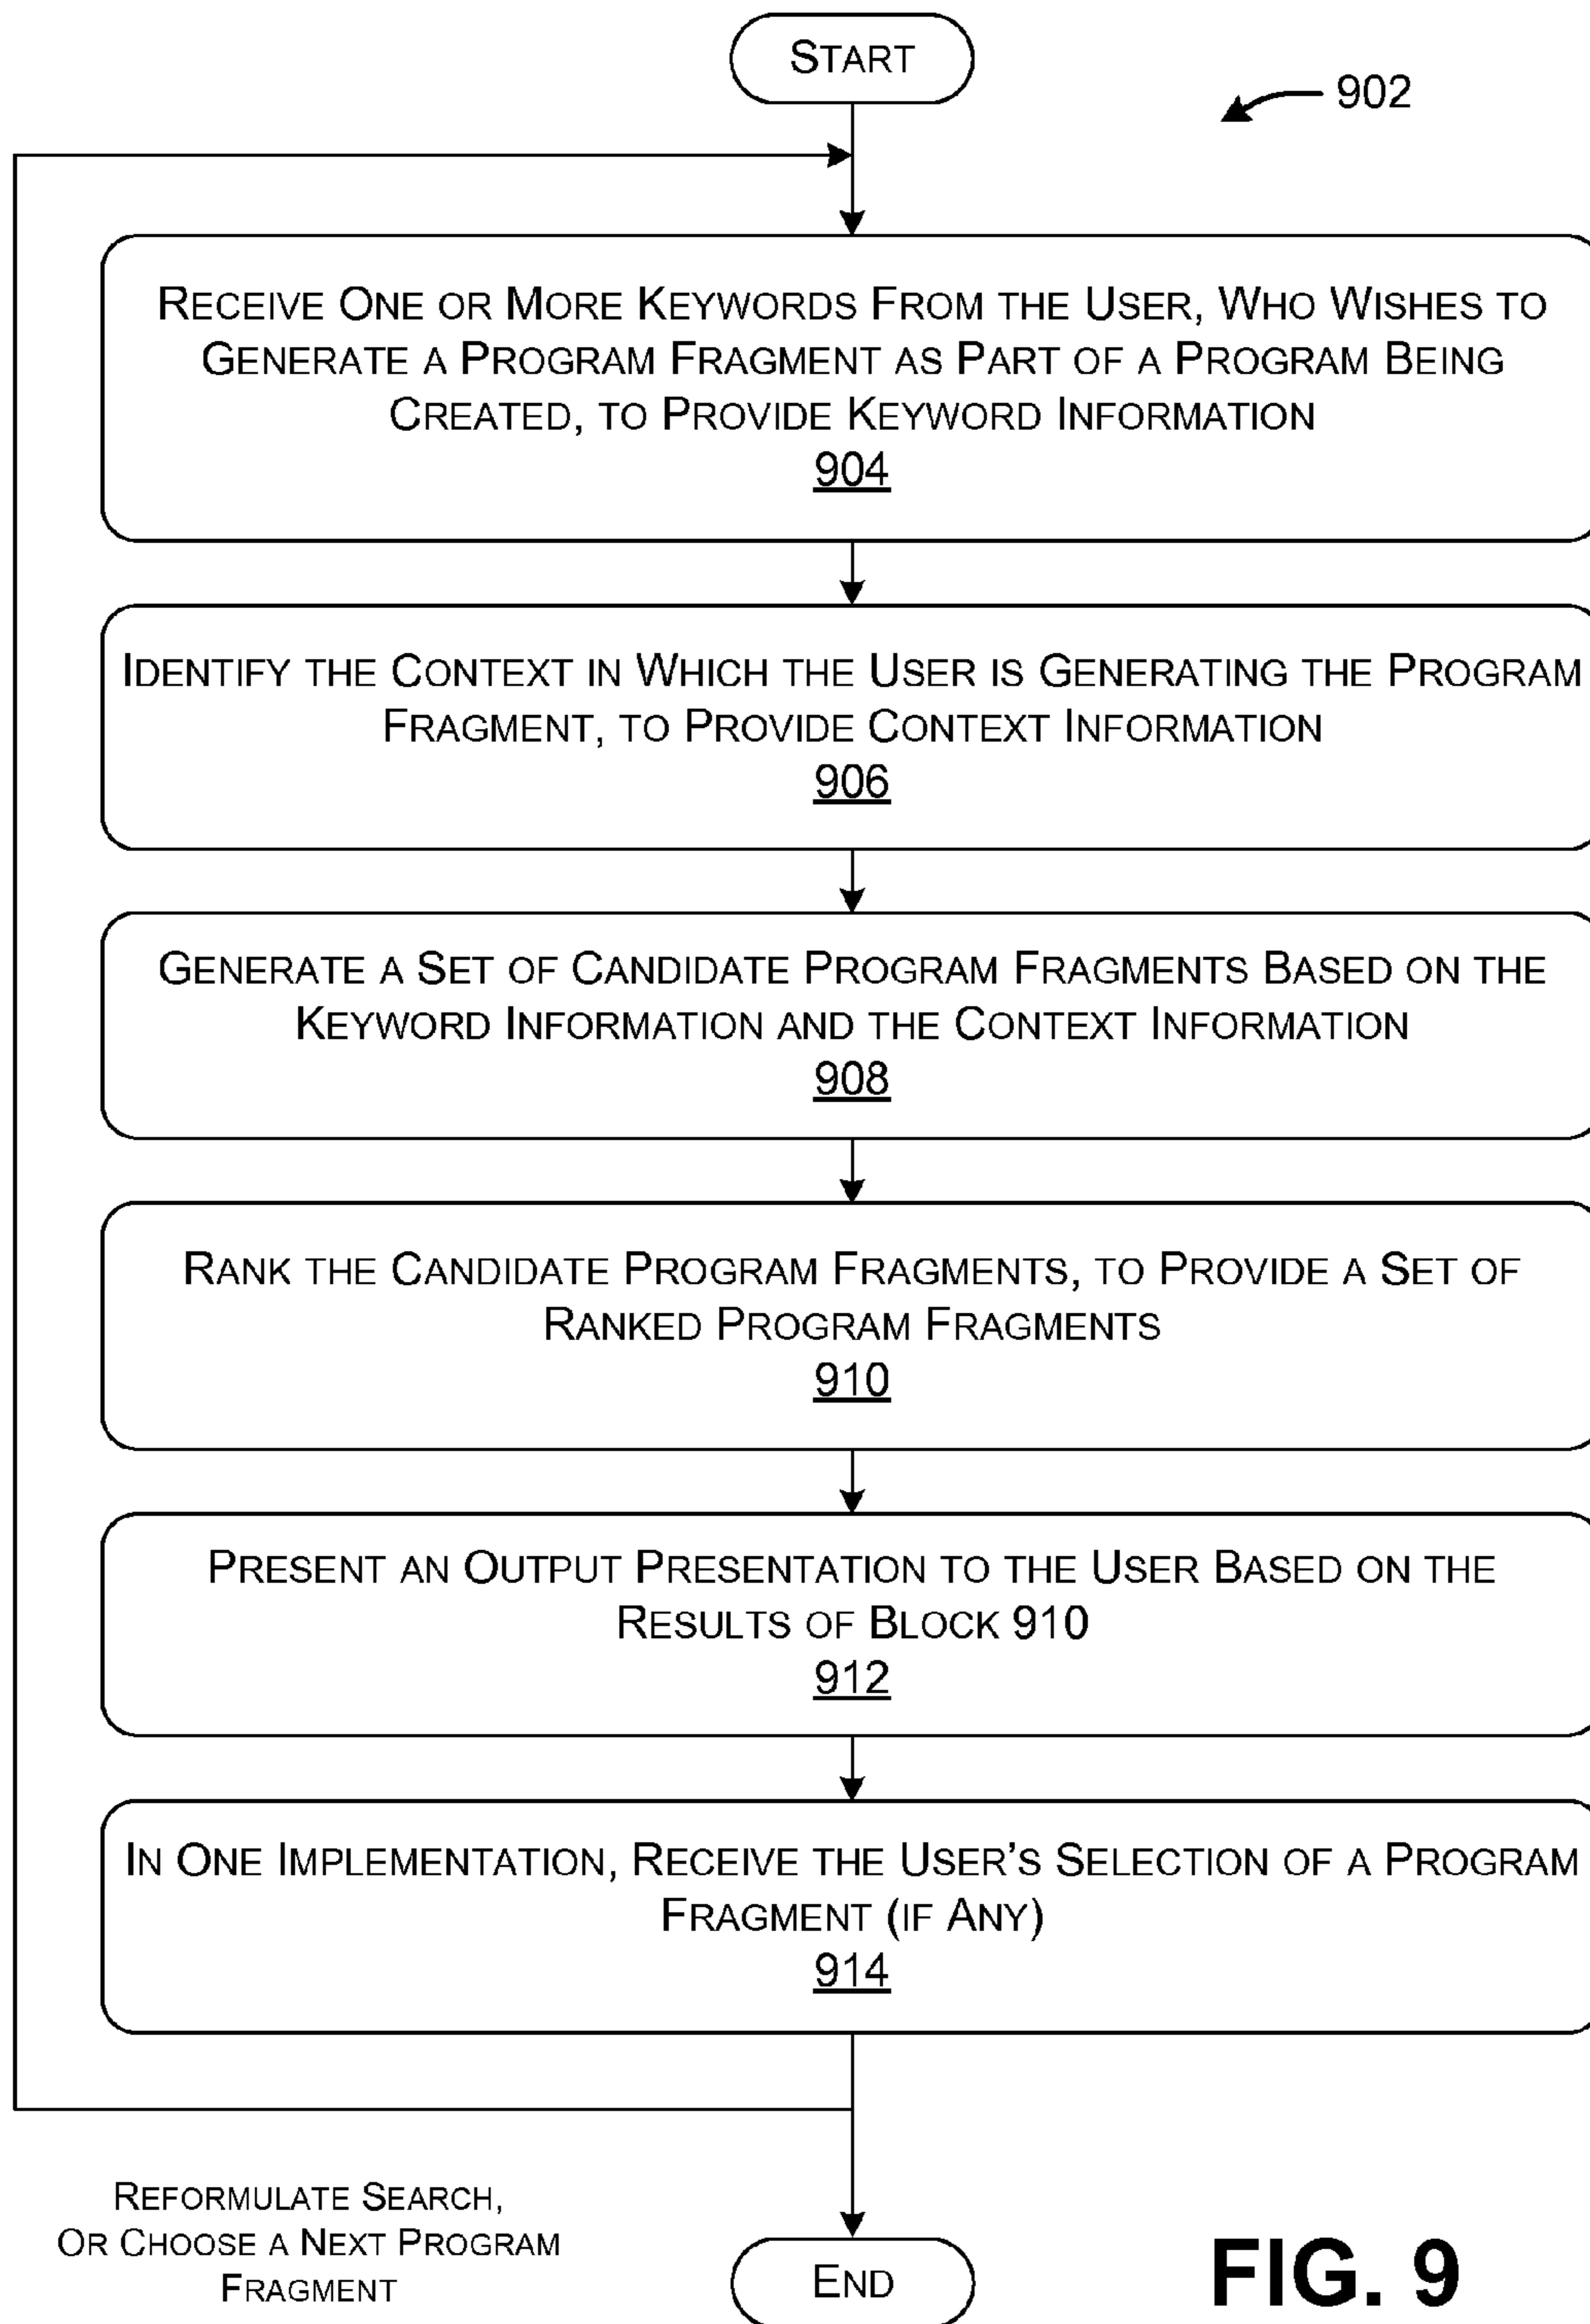 START
902
RECEIVE ONE OR MORE KEYWORDS FROM THE USER, WHO WISHES TO
GENERATE A PROGRAM FRAGMENT AS PART OF A PROGRAM BEING
CREATED, TO PROVIDE KEYWORD INFORMATION
904
IDENTIFY THE CONTEXT IN WHICH THE USER IS GENERATING THE PROGRAM
FRAGMENT, TO PROVIDE CONTEXT INFORMATION
906
GENERATE A SET OF CANDIDATE PROGRAM FRAGMENTS BASED ON THE
KEYWORD INFORMATION AND THE CONTEXT INFORMATION
908
RANK THE CANDIDATE PROGRAM FRAGMENTS, TO PROVIDE A SET OF
RANKED PROGRAM FRAGMENTS
910
PRESENT AN OUTPUT PRESENTATION TO THE USER BASED ON THE
RESULTS OF BLOCK 910
912
IN ONE IMPLEMENTATION, RECEIVE THE USER'S SELECTION OF A PROGRAM
FRAGMENT (IF ANY)
914
REFORMULATE SEARCH,
OR CHOOSE A NEXT PROGRAM
FRAGMENT
END
FIG. 9